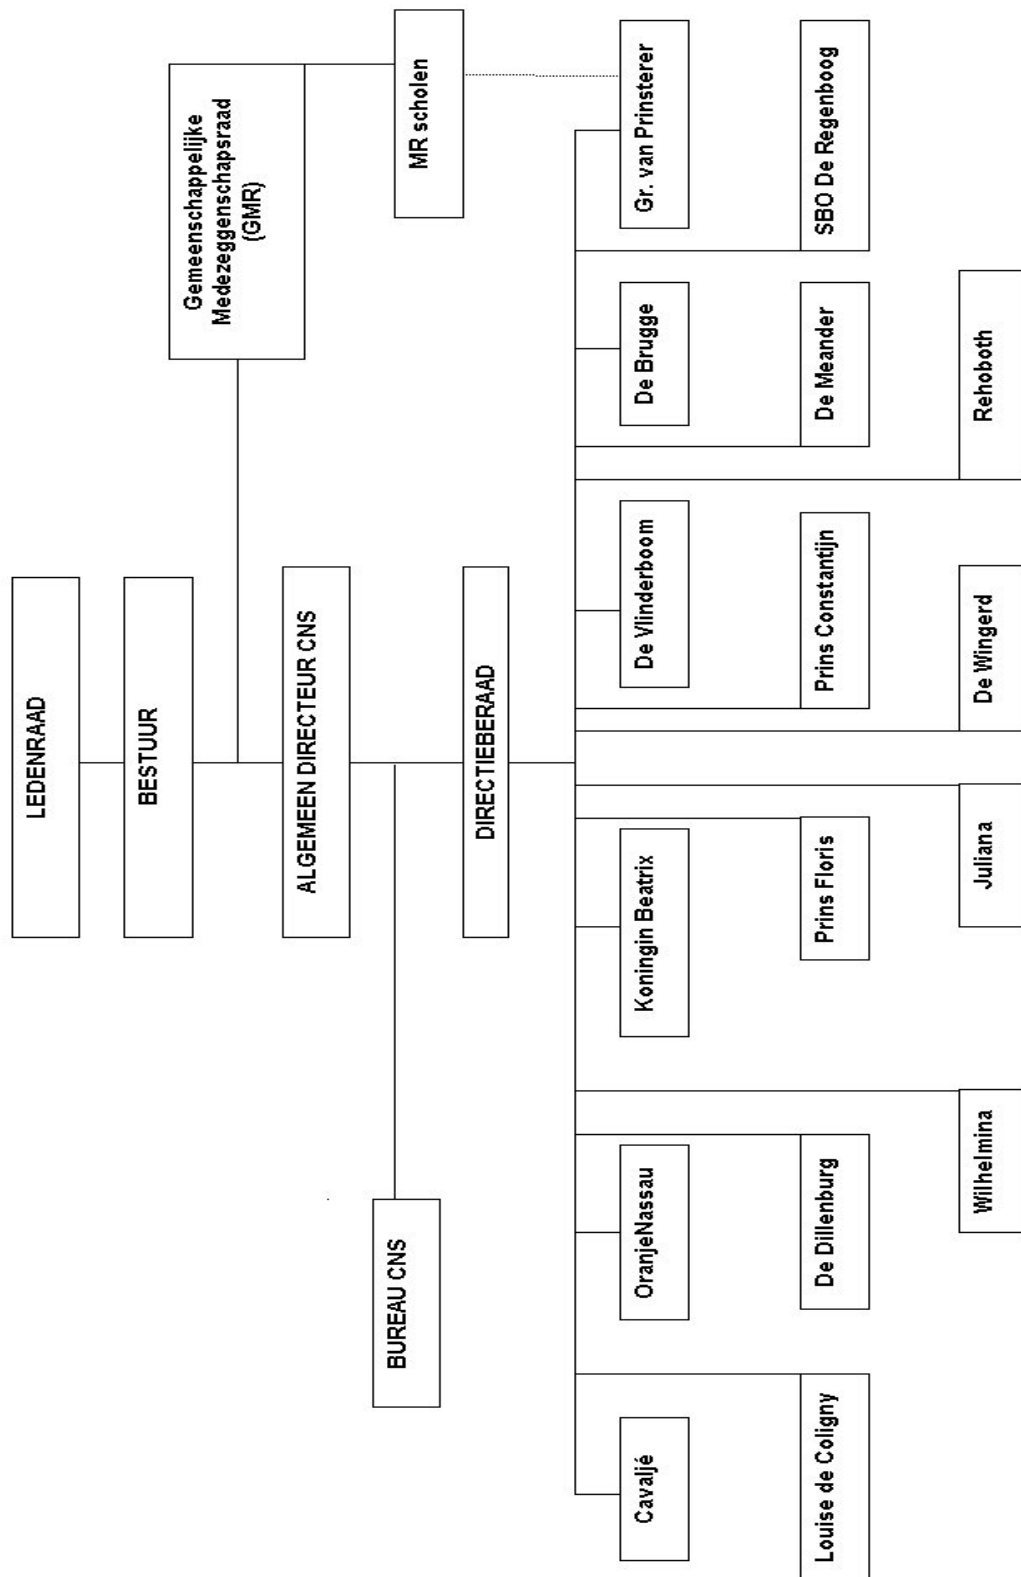 LEDENRAAD
BESTUUR
Gemeenschappelijke
Medezeggenschapsraad
(GMR)
ALGEMEEN DIRECTEUR CNS
BUREAU CNS
MR scholen
DIRECTIEBERAAD
Cavaljé
OranjeNassau
Koningin Beatrix
De Vlinderboom
De Brugge
Gr. van Prinsterer
Louise de Coligny
De Dillenburg
Prins Floris
Prins Constantijn
De Meander
SBO De Regenboog
Wilhelmina
Juliana
De Wingerd
Rehoboth